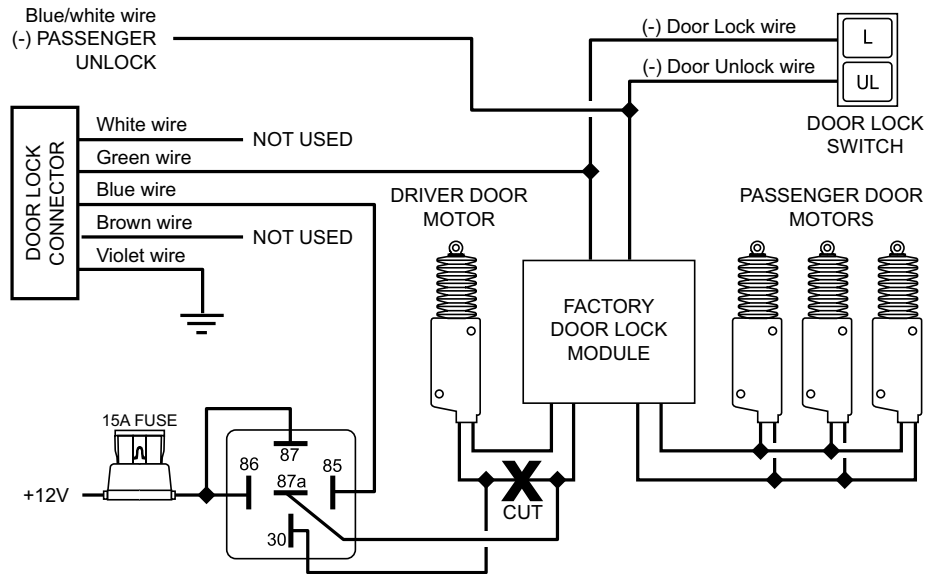 Blue/white wire
(-) PASSENGER
UNLOCK
(-) Door Lock wire
L
(-) Door Unlock wire
UL
DOOR LOCK
SWITCH
DOOR LOCK
CONNECTOR
White wire
NOT USED
Green wire
Blue wire
Brown wire
NOT USED
Violet wire
DRIVER DOOR
MOTOR
PASSENGER DOOR
MOTORS
FACTORY
DOOR LOCK
MODULE
15A FUSE
+12V
87
86
87a
85
30
X
CUT